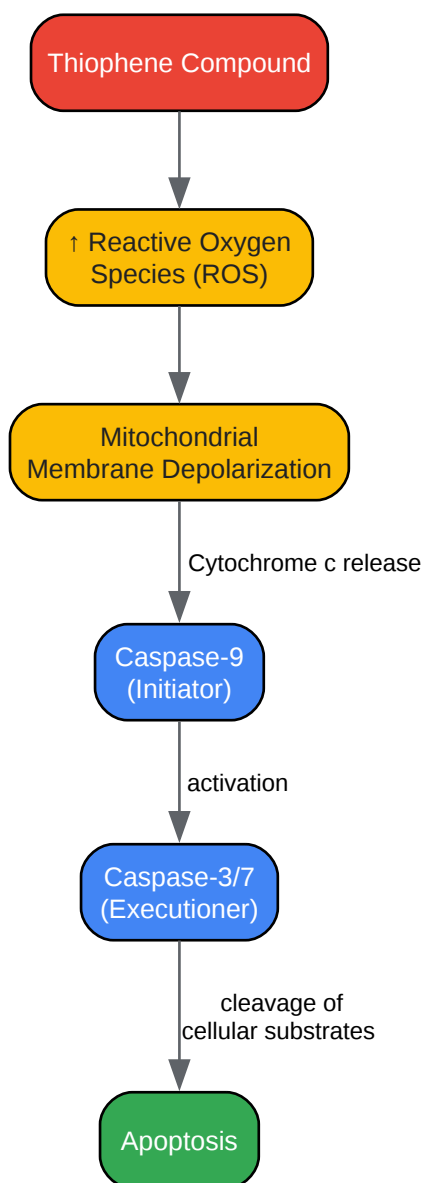 Thiophene Compound
↑ Reactive Oxygen
Species (ROS)
Mitochondrial
Membrane Depolarization
Cytochrome c release
Caspase-9
(Initiator)
activation
Caspase-3/7
(Executioner)
cleavage of
cellular substrates
Apoptosis